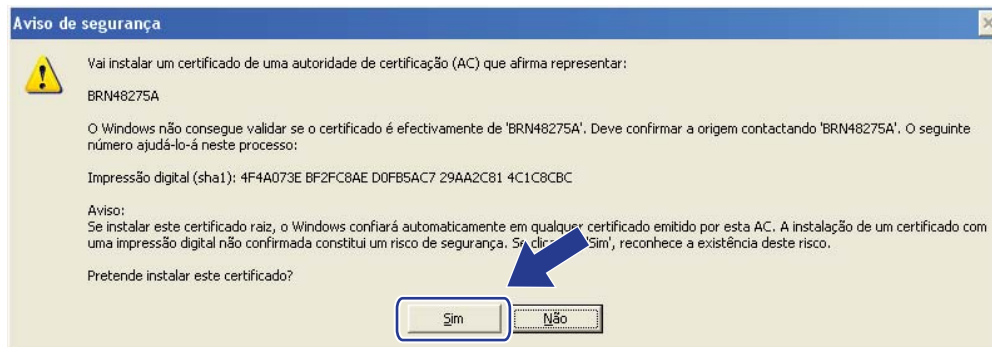 Aviso de segurança
Vai instalar um certificado de uma autoridade de certificação (AC) que afirma representar:
BRN48275A
O Windows não consegue validar se o certificado é efectivamente de 'BRN48275A'. Deve confirmar a origem contactando 'BRN48275A'. O seguinte
número ajudá-lo-á neste processo:
Impressão digital (sha1): 4F4A073E BF2FC8AE D0FB5AC7 29AA2C81 4C1C8CBC
Aviso:
Se instalar este certificado raiz, o Windows confiará automaticamente em qualquer certificado emitido por esta AC. A instalação de um certificado com
uma impressão digital não confirmada constitui um risco de segurança. Se 'Sim', reconhece a existência deste risco.
Pretende instalar este certificado?
Sim
Não